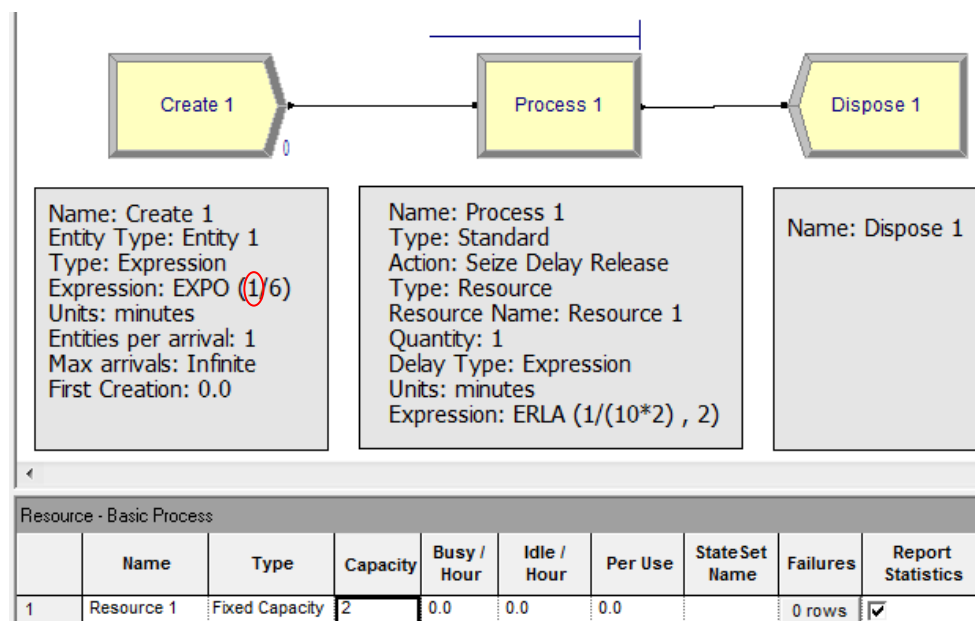 Create 1
Process 1
Dispose 1
0
Name: Create 1
Entity Type: Entity 1
Type: Expression
Expression: EXPO (1/6)
Units: minutes
Entities per arrival: 1
Max arrivals: Infinite
First Creation: 0.0
Name: Process 1
Type: Standard
Action: Seize Delay Release
Type: Resource
Resource Name: Resource 1
Quantity: 1
Delay Type: Expression
Units: minutes
Expression: ERLA (1/(10*2) , 2)
Name: Dispose 1
Resource - Basic Process
Name Type Capacity Busy / Hour Idle / Hour Per Use StateSet Name Failures Report Statistics
1 Resource 1 Fixed Capacity 2 0.0 0.0 0.0 0 rows